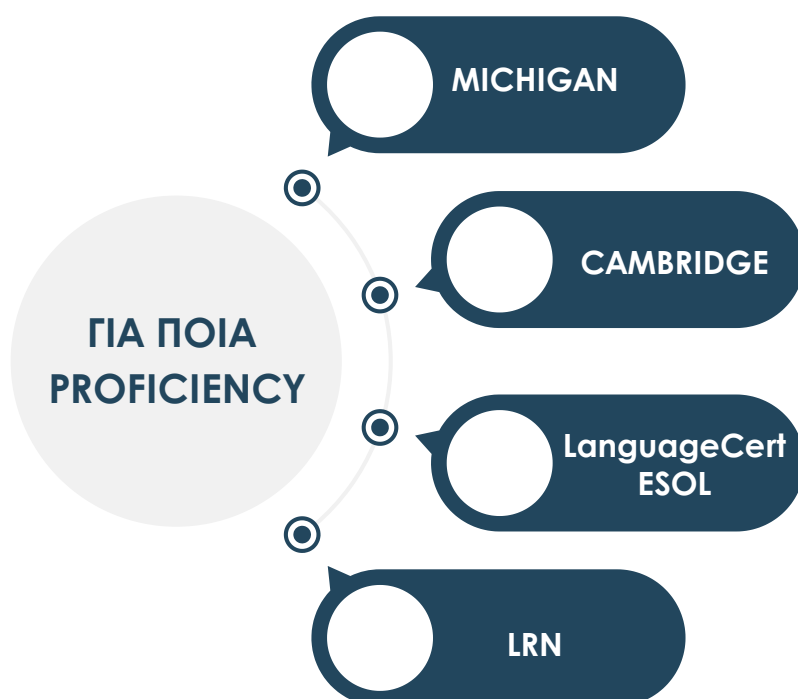 ΓΙΑ ΠΟΙΑ
PROFICIENCY
MICHIGAN
CAMBRIDGE
LanguageCert
ESOL
LRN